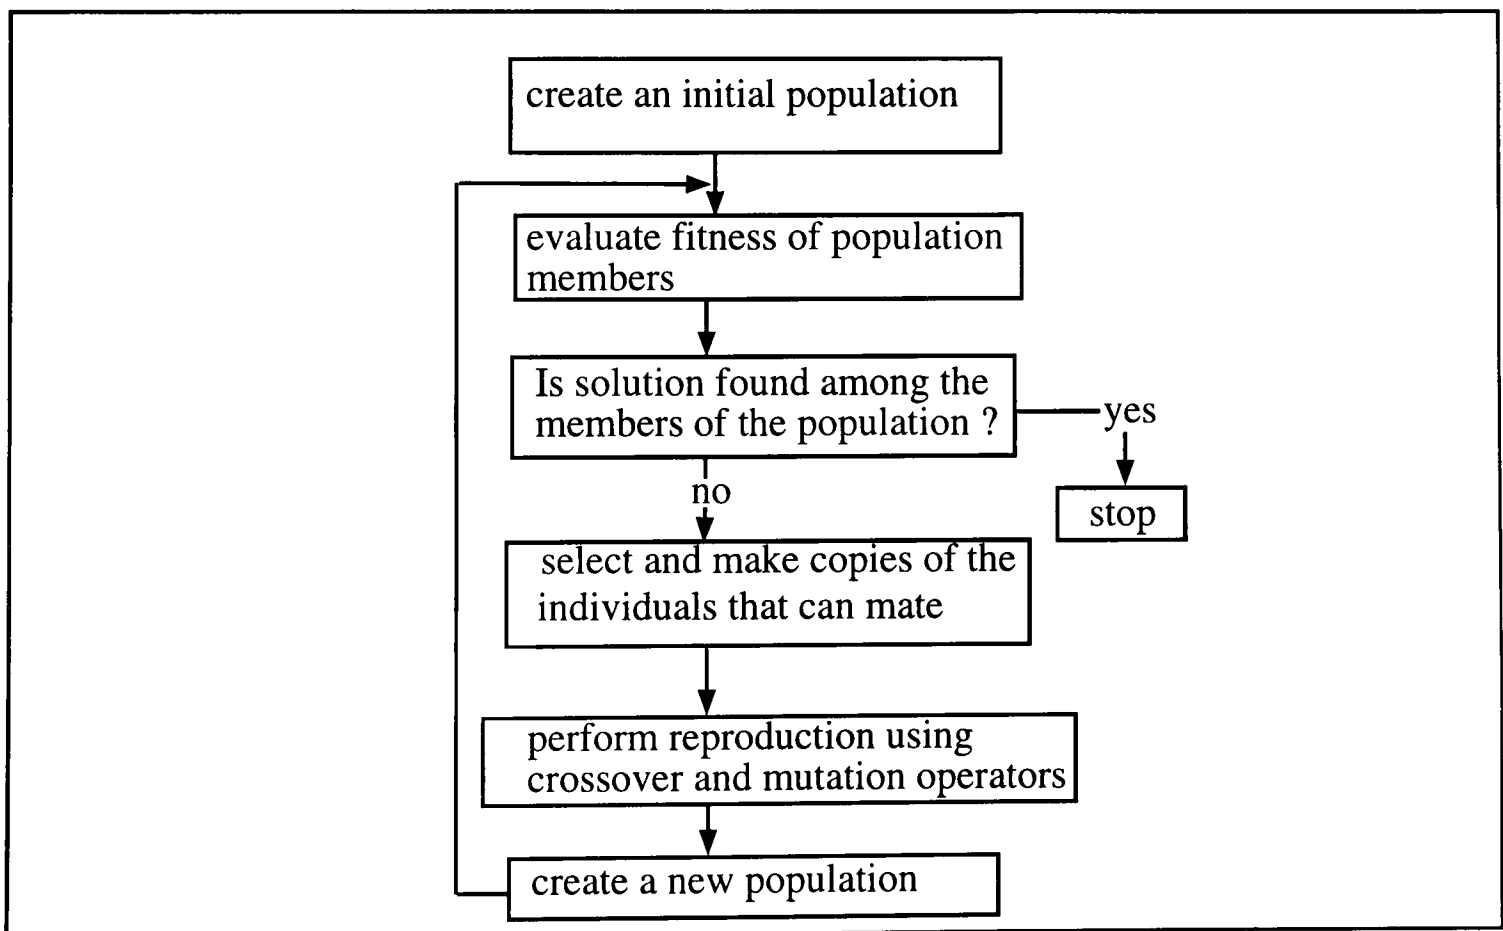 create an initial population
evaluate fitness of population
members
Is solution found among the
members of the population ?
yes
no
stop
select and make copies of the
individuals that can mate
perform reproduction using
crossover and mutation operators
create a new population